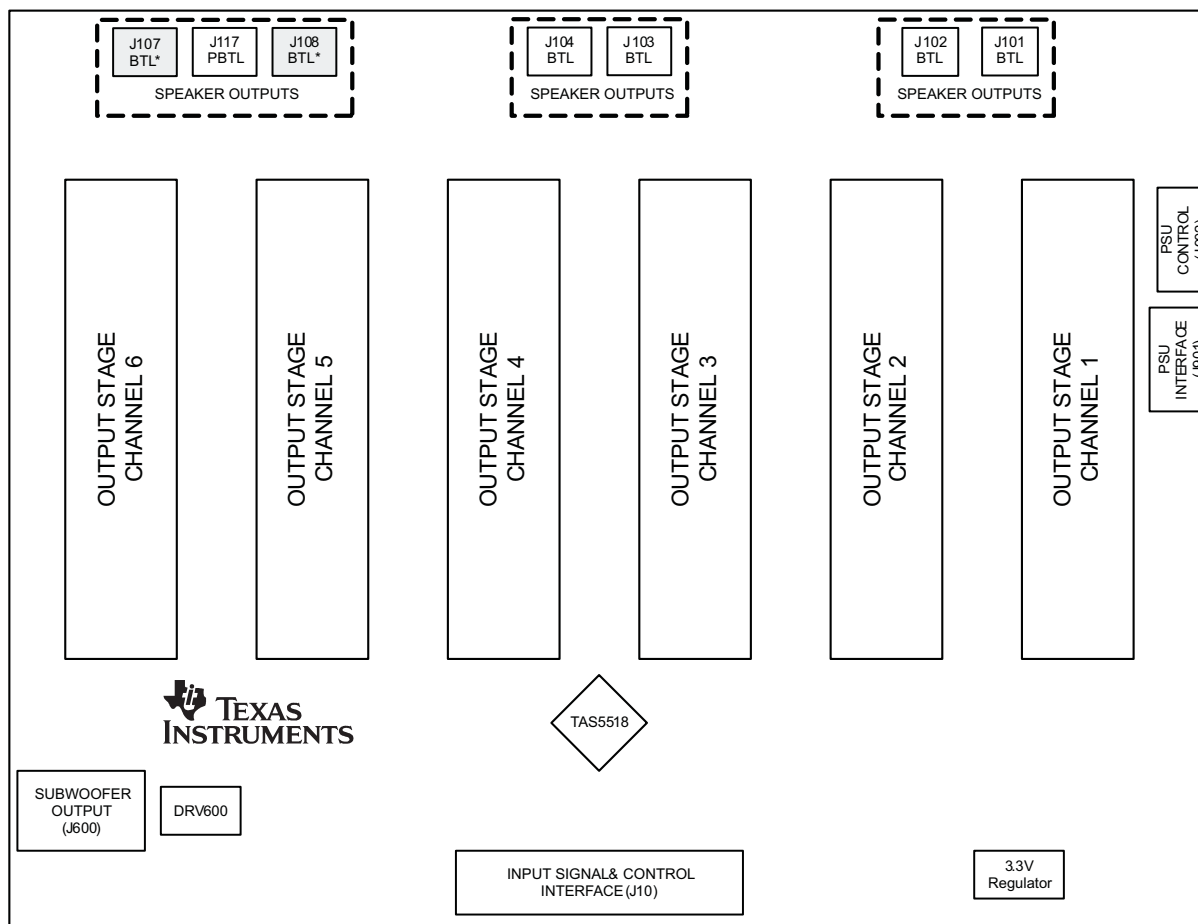 J107
BTL*
J117
PBTL
J108
BTL*
SPEAKER OUTPUTS
J104
BTL
J103
BTL
SPEAKER OUTPUTS
J102
BTL
J101
BTL
SPEAKER OUTPUTS
OUTPUT STAGE
CHANNEL 6
OUTPUT STAGE
CHANNEL 5
OUTPUT STAGE
CHANNEL 4
OUTPUT STAGE
CHANNEL 3
OUTPUT STAGE
CHANNEL 2
OUTPUT STAGE
CHANNEL 1
PSU
CONTROL
PSU
INTERFACE
TEXAS
INSTRUMENTS
TAS5518
SUBWOOFER
OUTPUT
(J600)
DRV600
INPUT SIGNAL& CONTROL
INTERFACE (J10)
3.3V
Regulator